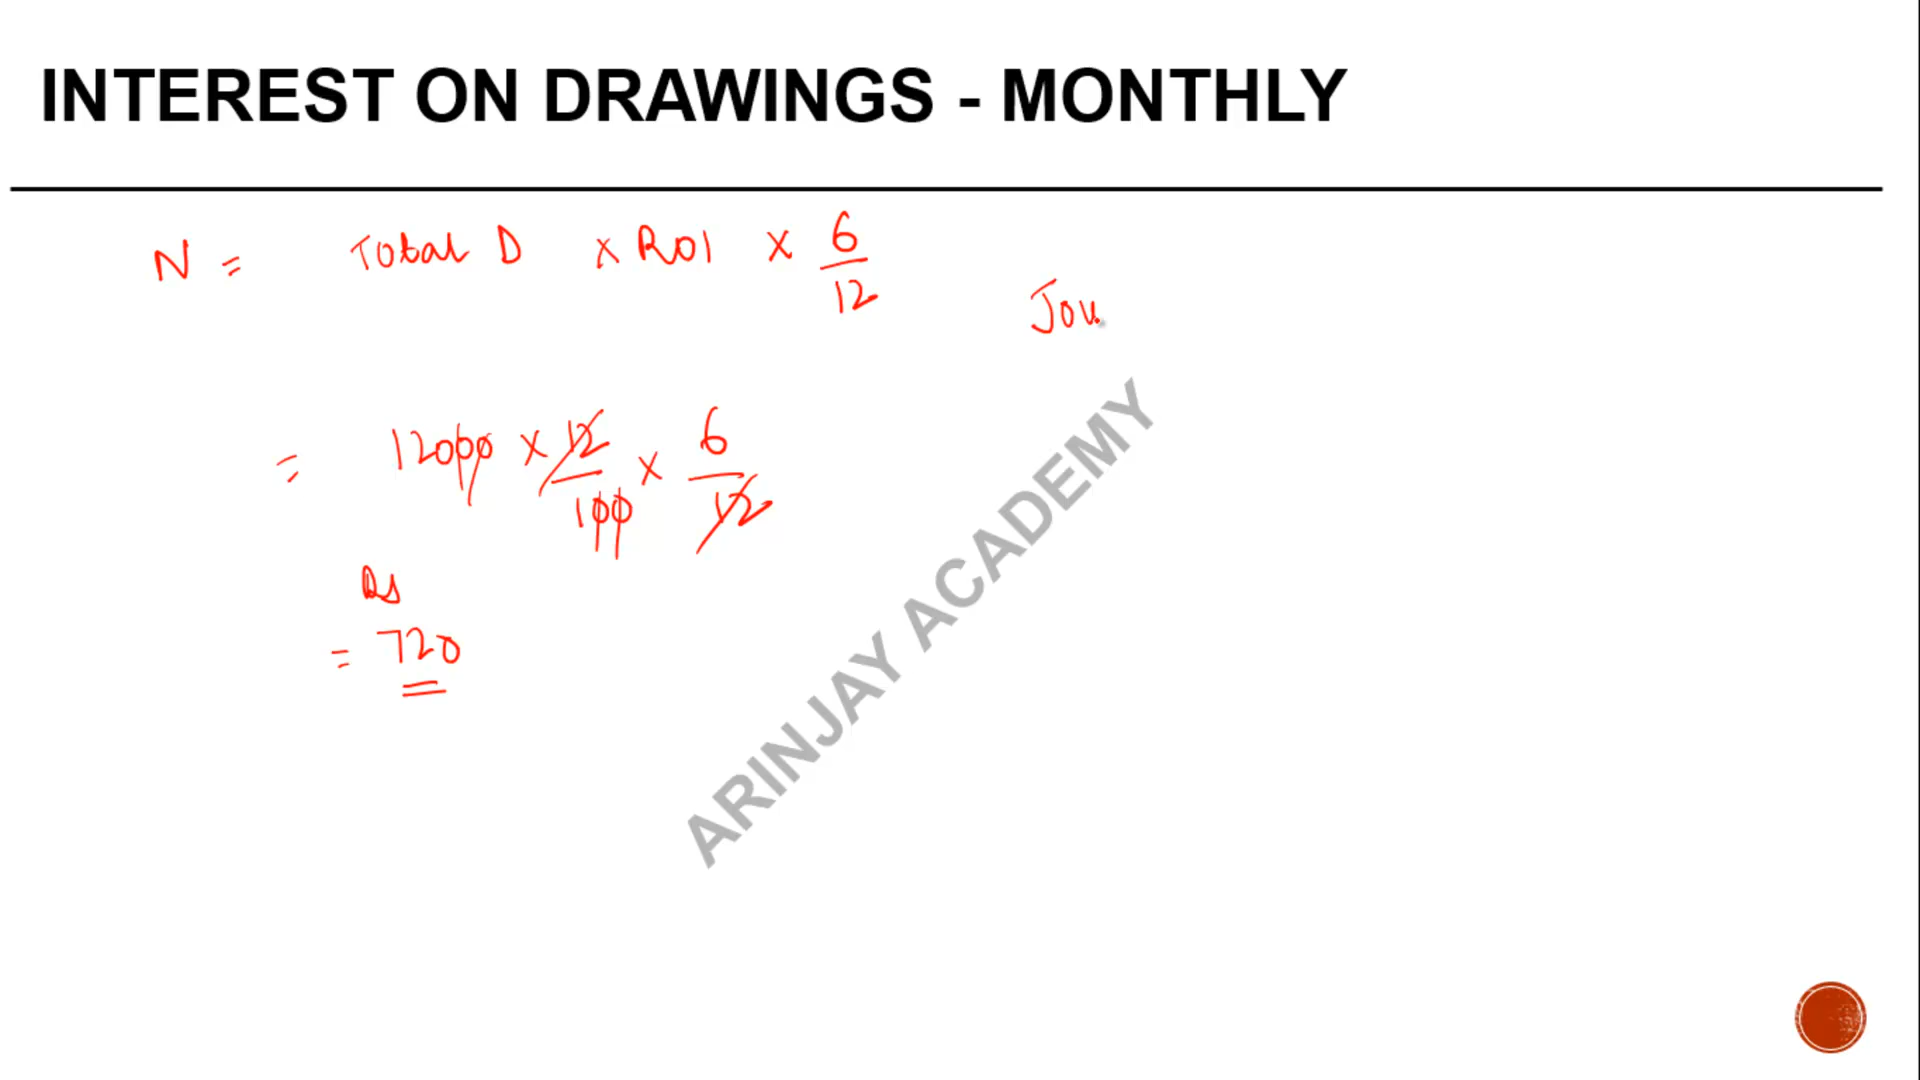 INTEREST ON DRAWINGS - MONTHLY
N = Total D × ROI × 6/12
Jou
= 12000 × 12/100 × 6/12
Rs
= 720
ARINJAY ACADEMY